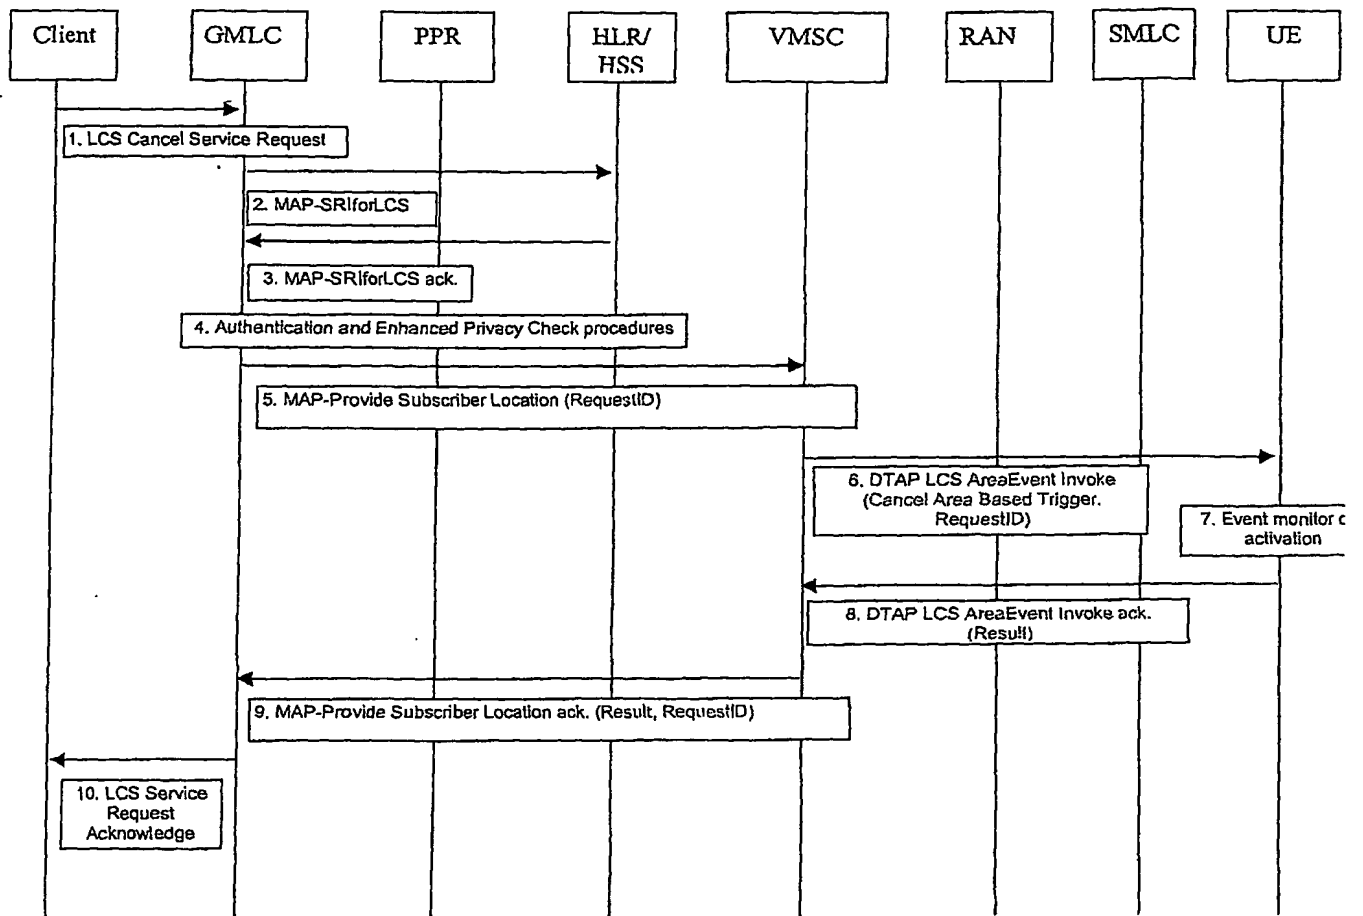 Client GMLC PPR HLR/ VMSC RAN SMLC UE
HSS
1. LCS Cancel Service Request
2. MAP-SRIforLCS
3. MAP-SRIforLCS ack.
4. Authentication and Enhanced Privacy Check procedures
5. MAP-Provide Subscriber Location (RequestID)
6. DTAP LCS AreaEvent Invoke
(Cancel Area Based Trigger.
RequestID)
7. Event monitor
activation
8. DTAP LCS AreaEvent Invoke ack.
(Result)
9. MAP-Provide Subscriber Location ack. (Result, RequestID)
10. LCS Service
Request
Acknowledge